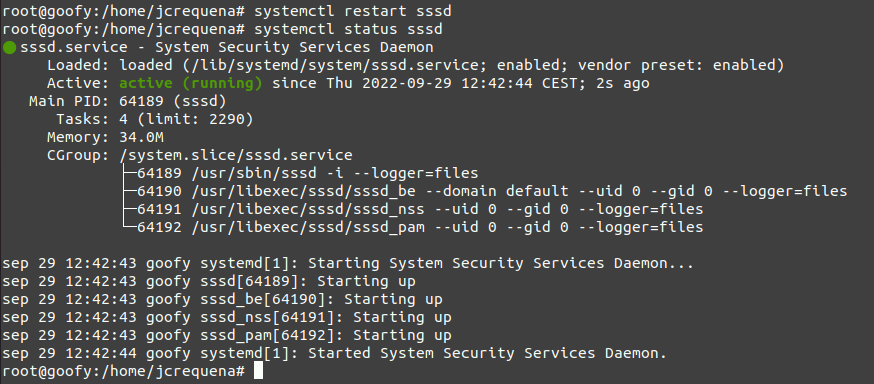 root@goofy:/home/jcrequena# systemctl restart sssd
root@goofy:/home/jcrequena# systemctl status sssd
● sssd.service - System Security Services Daemon
     Loaded: loaded (/lib/systemd/system/sssd.service; enabled; vendor preset: enabled)
     Active: active (running) since Thu 2022-09-29 12:42:44 CEST; 2s ago
   Main PID: 64189 (sssd)
      Tasks: 4 (limit: 2290)
     Memory: 34.0M
     CGroup: /system.slice/sssd.service
             ├─64189 /usr/sbin/sssd -i --logger=files
             ├─64190 /usr/libexec/sssd/sssd_be --domain default --uid 0 --gid 0 --logger=files
             ├─64191 /usr/libexec/sssd/sssd_nss --uid 0 --gid 0 --logger=files
             └─64192 /usr/libexec/sssd/sssd_pam --uid 0 --gid 0 --logger=files

sep 29 12:42:43 goofy systemd[1]: Starting System Security Services Daemon...
sep 29 12:42:43 goofy sssd[64189]: Starting up
sep 29 12:42:43 goofy sssd_be[64190]: Starting up
sep 29 12:42:43 goofy sssd_nss[64191]: Starting up
sep 29 12:42:43 goofy sssd_pam[64192]: Starting up
sep 29 12:42:44 goofy systemd[1]: Started System Security Services Daemon.
root@goofy:/home/jcrequena#